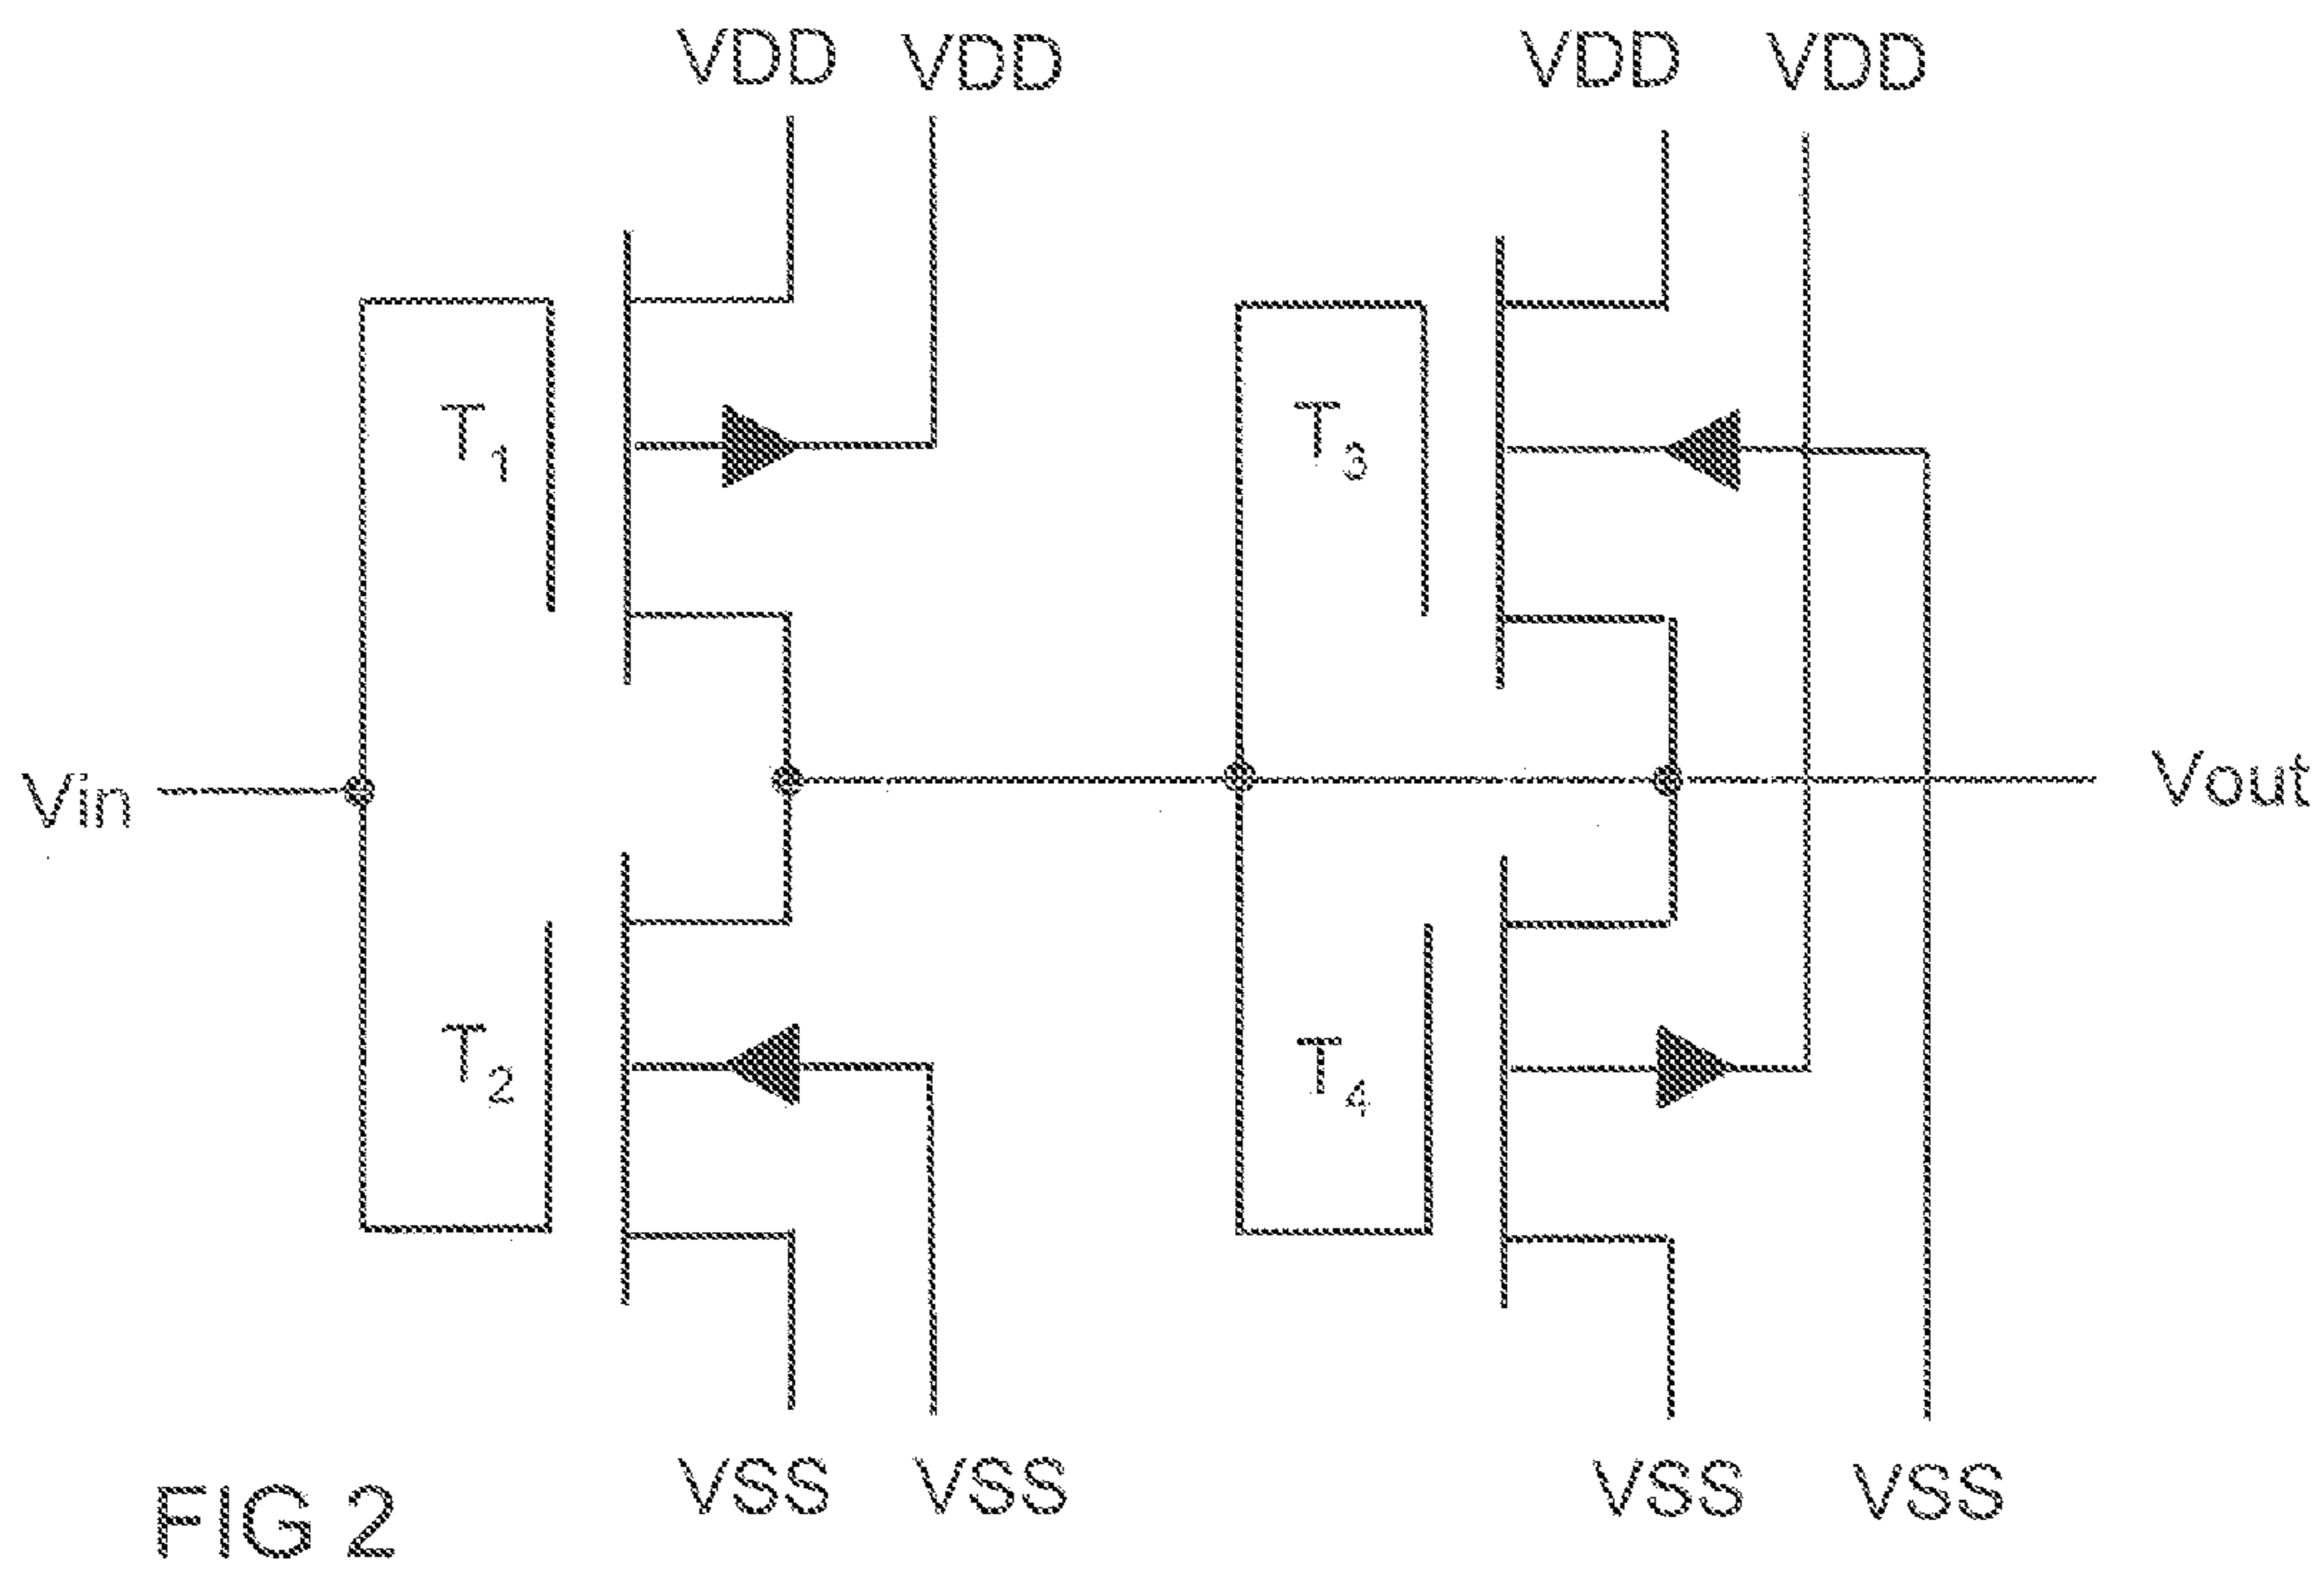 VDD VDD VDD VDD
T1 T3
Vin Vout
T2 T4
VSS VSS VSS VSS
FIG 2